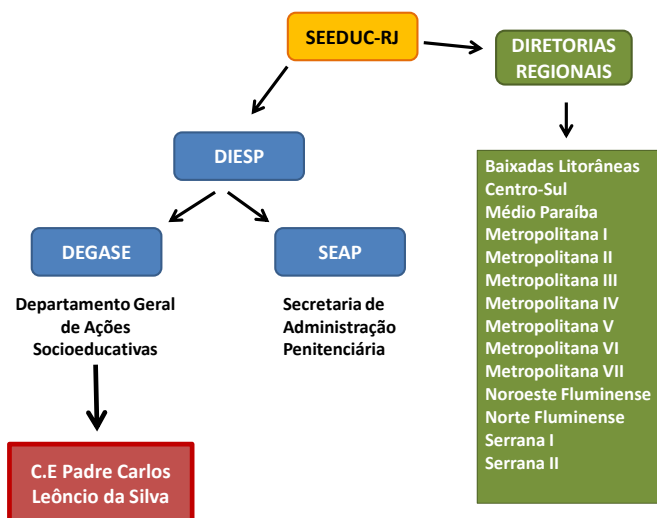 SEEDUC-RJ
DIRETORIAS
REGIONAIS
DIESP
DEGASE
SEAP
Departamento Geral
de Ações
Socioeducativas
Secretaria de
Administração
Penitenciária
C.E Padre Carlos
Leôncio da Silva
Baixadas Litorâneas
Centro-Sul
Médio Paraíba
Metropolitana I
Metropolitana II
Metropolitana III
Metropolitana IV
Metropolitana V
Metropolitana VI
Metropolitana VII
Noroeste Fluminense
Norte Fluminense
Serrana I
Serrana II